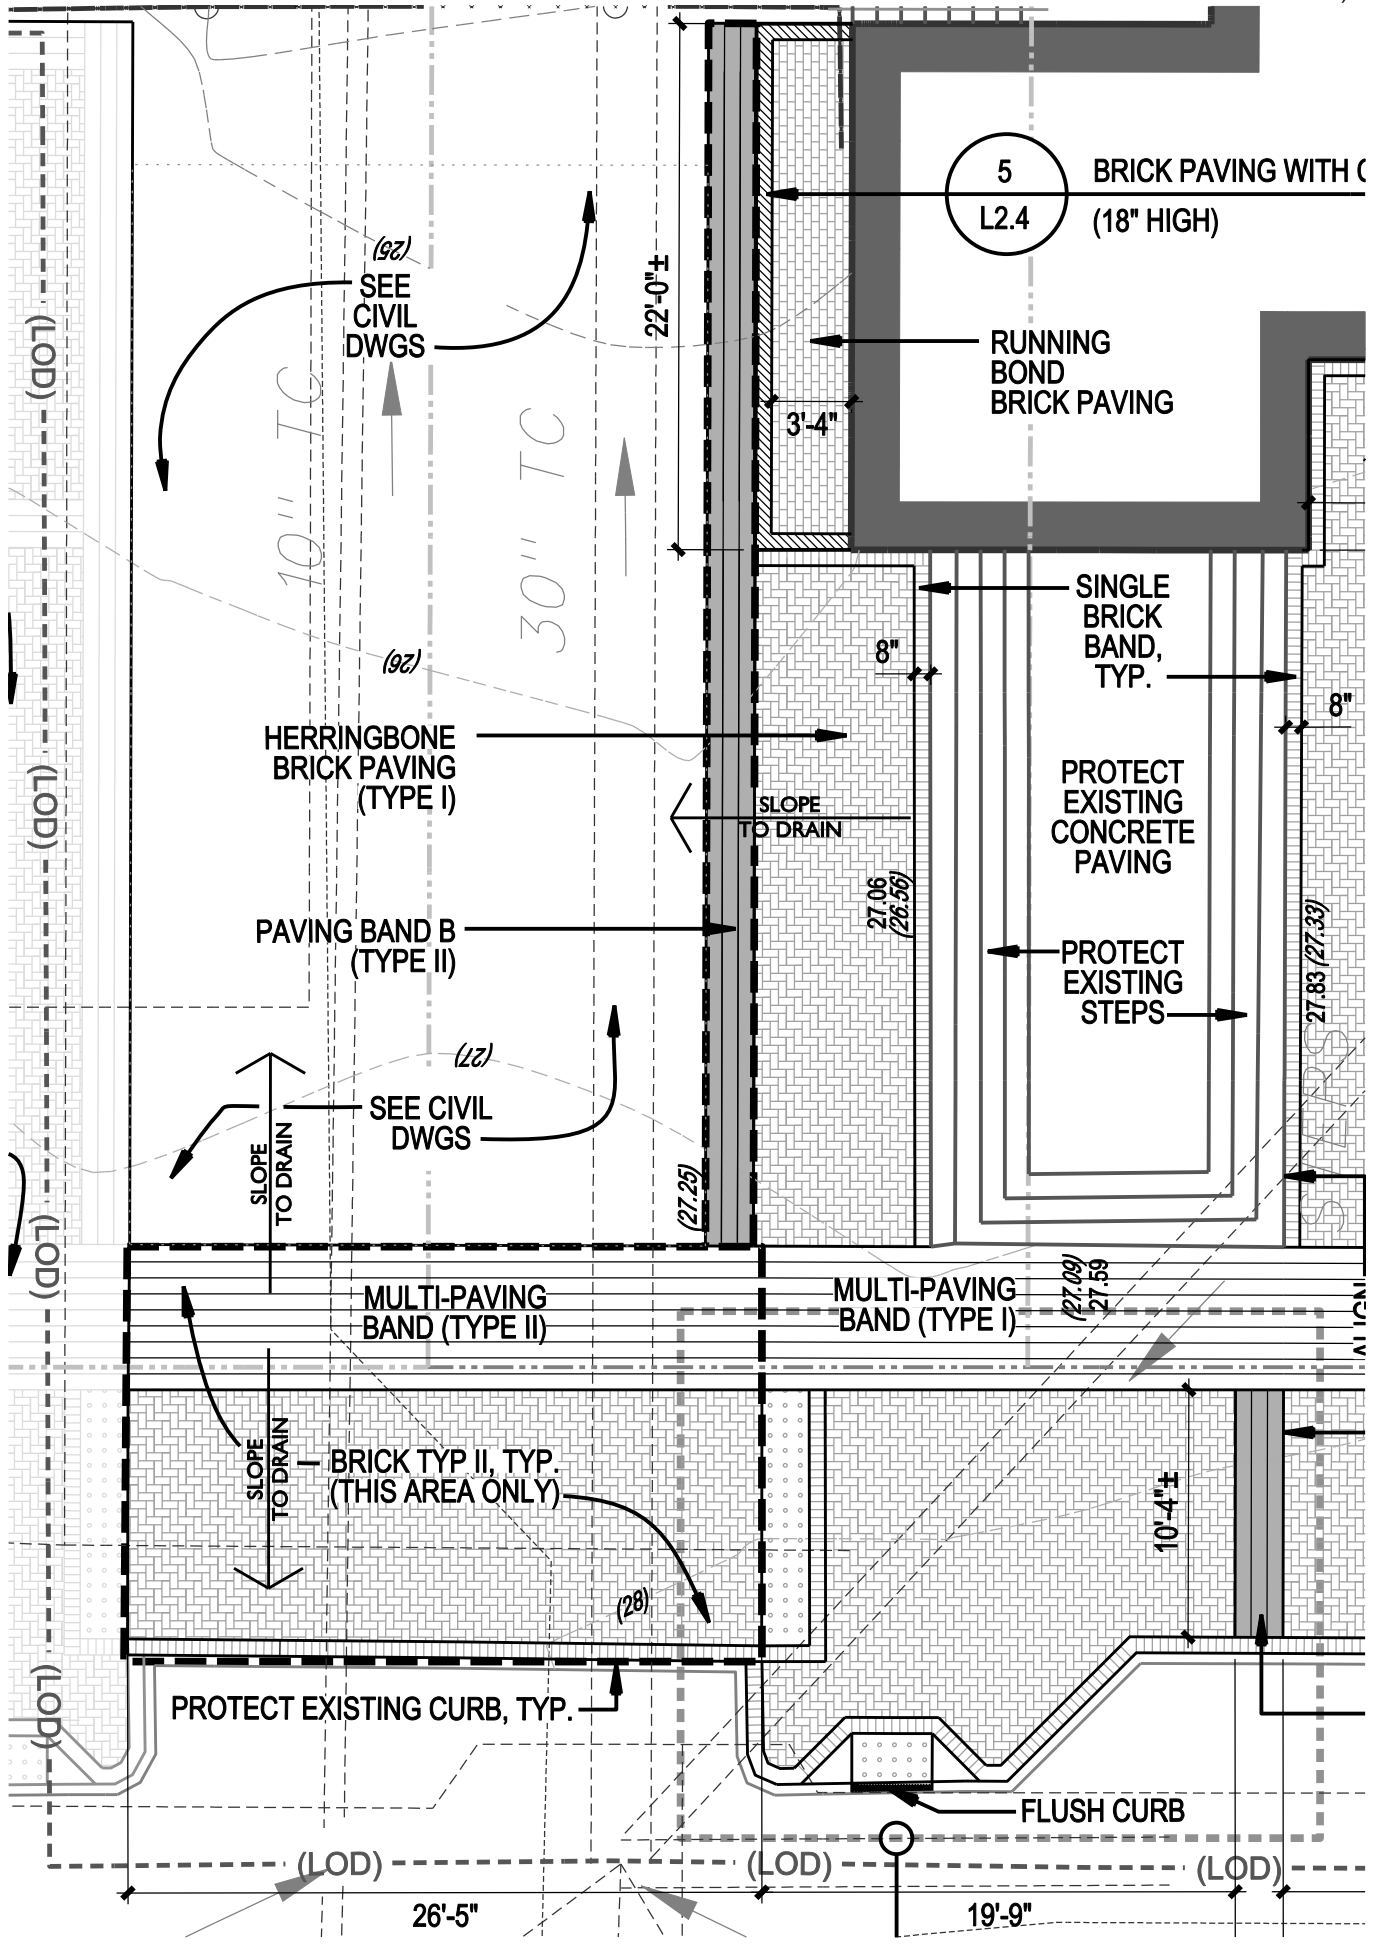 5
L2.4
BRICK PAVING WITH
(18" HIGH)
(25)
SEE
CIVIL
DWGS
22'-0"±
RUNNING
BOND
BRICK PAVING
3'-4"
(LOD)
10" TC
30" TC
SINGLE
BRICK
BAND,
TYP.
8"
8"
(26)
HERRINGBONE
BRICK PAVING
(TYPE I)
(LOD)
SLOPE
TO DRAIN
PROTECT
EXISTING
CONCRETE
PAVING
27.06
(26.56)
PAVING BAND B
(TYPE II)
PROTECT
EXISTING
STEPS
27.83 (27.33)
(27)
SEE CIVIL
DWGS
SLOPE
TO DRAIN
STEPS
(27.25)
(LOD)
MULTI-PAVING
BAND (TYPE II)
MULTI-PAVING
BAND (TYPE I)
(27.09)
27.59
ALIGN
SLOPE
TO DRAIN
BRICK TYP II, TYP.
(THIS AREA ONLY)
10'-4"±
(28)
(LOD)
PROTECT EXISTING CURB, TYP.
FLUSH CURB
(LOD)
(LOD)
(LOD)
26'-5"
19'-9"